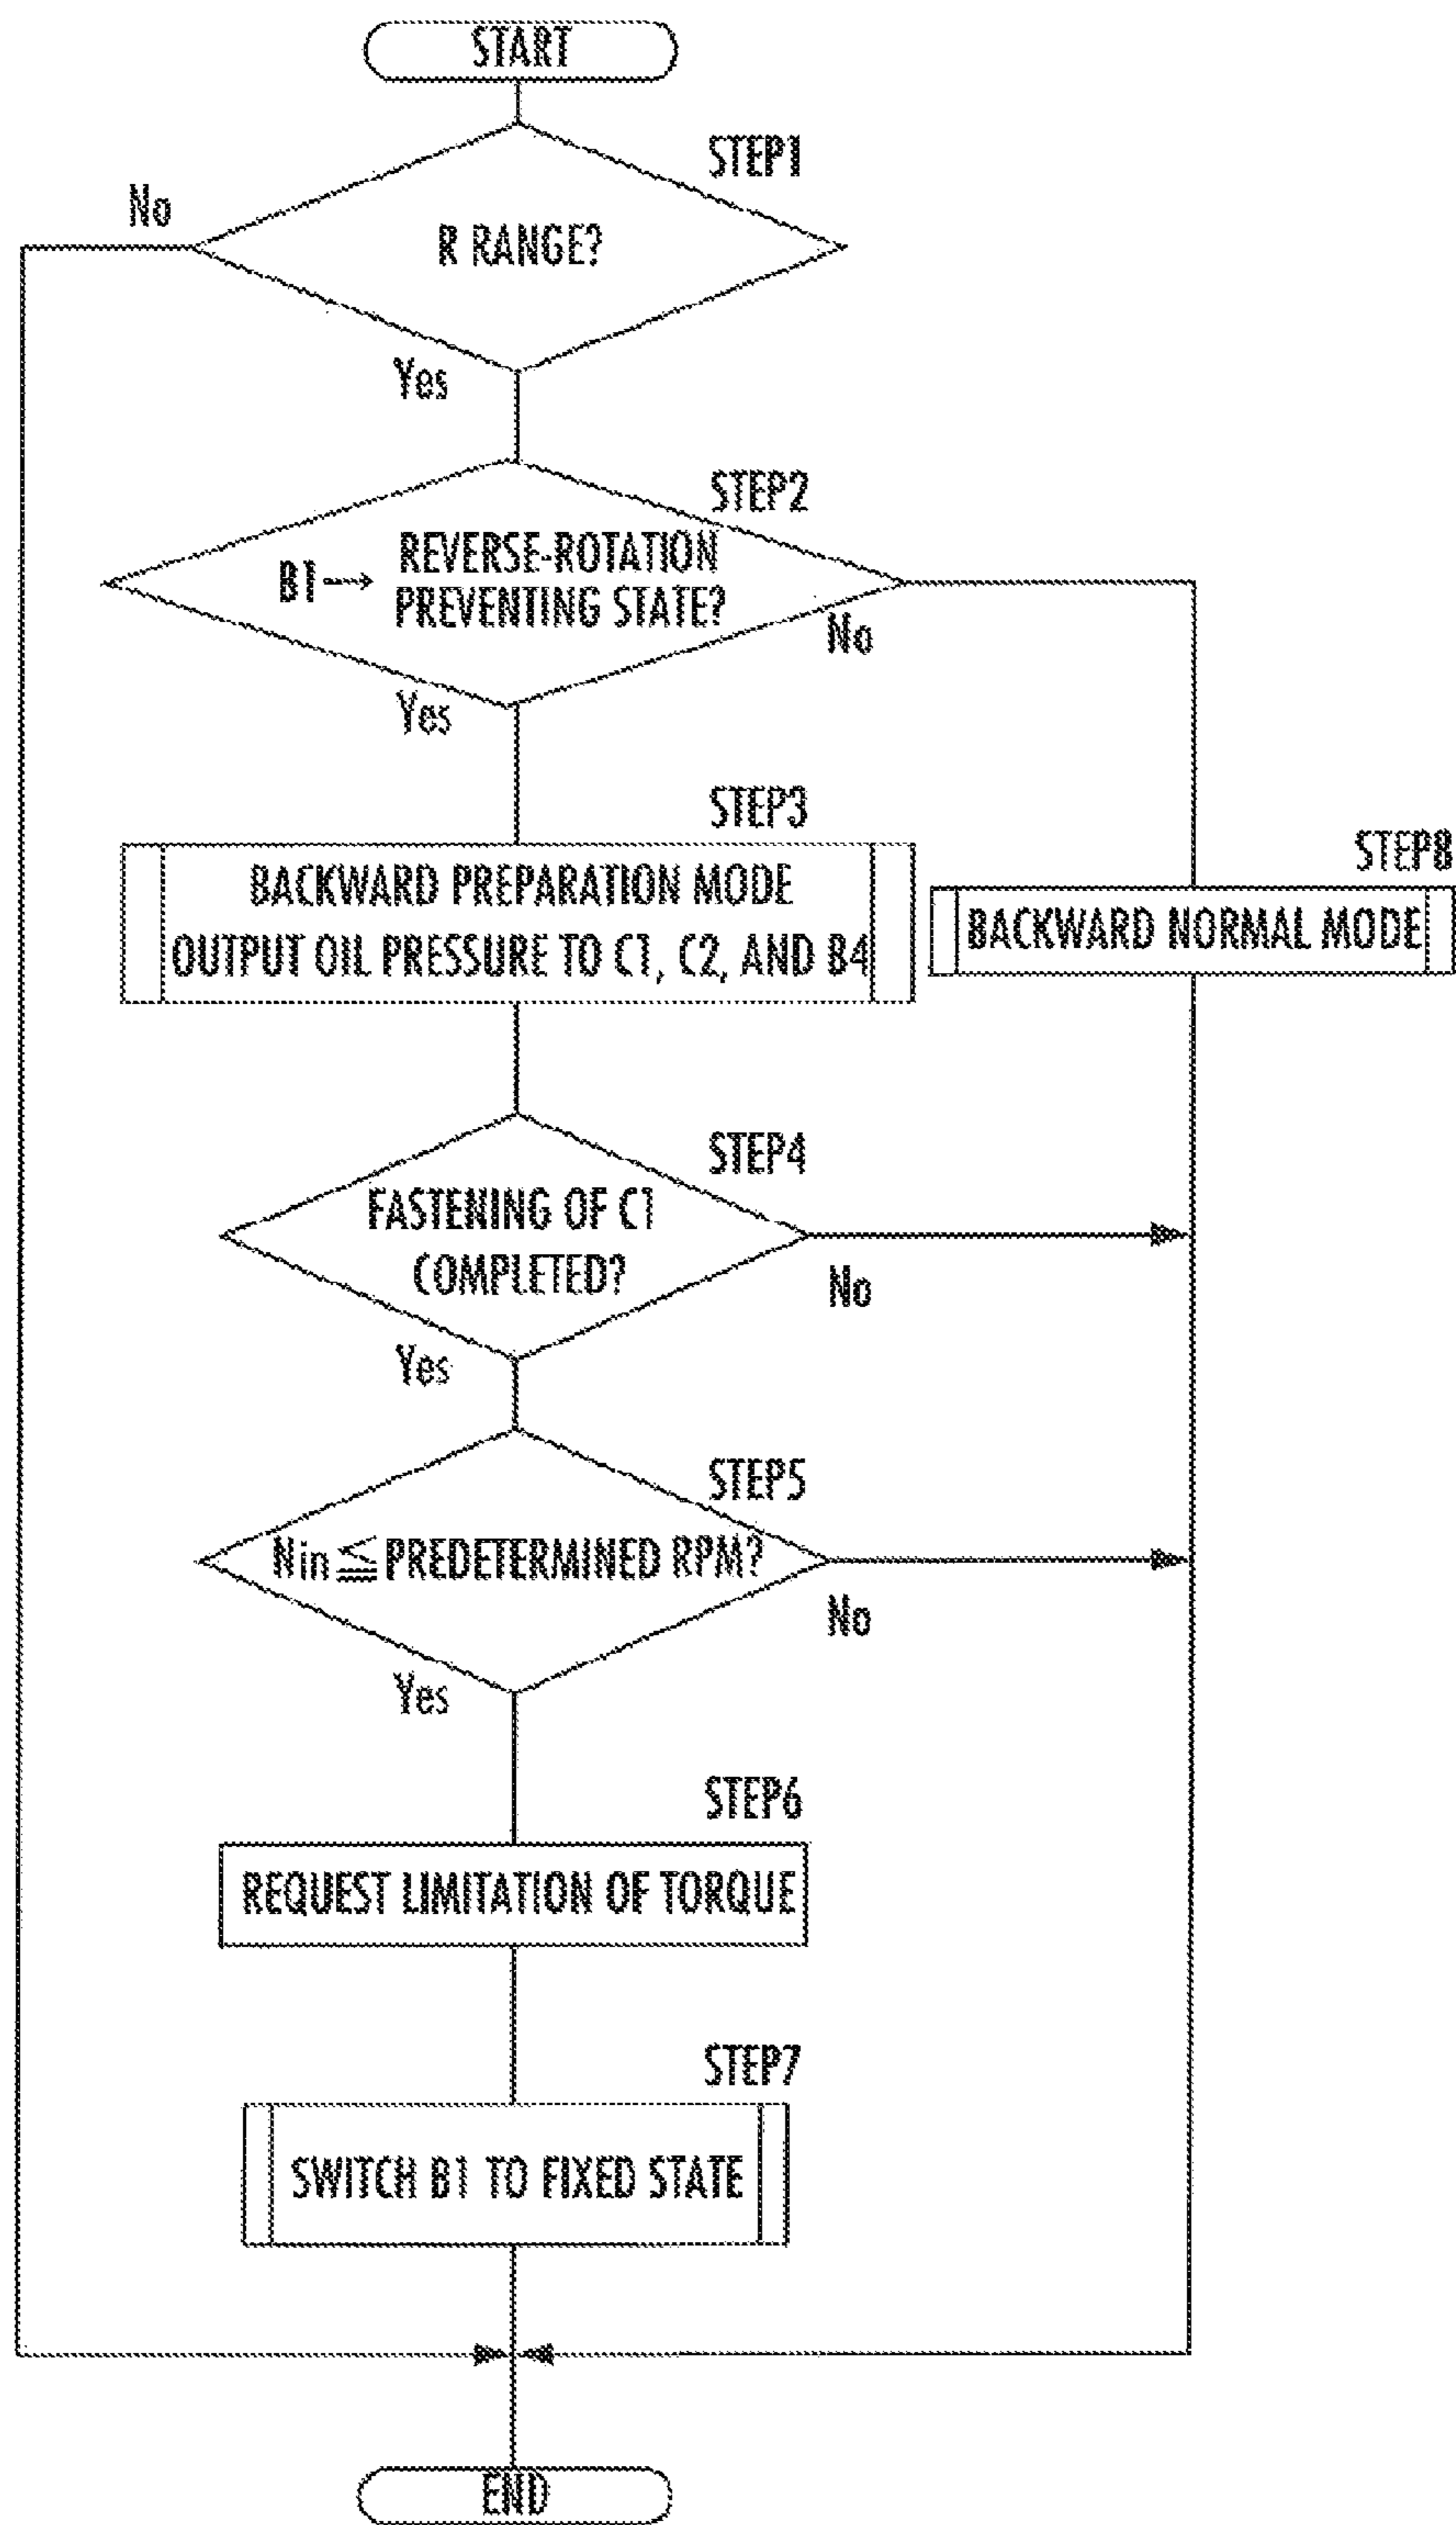 START
STEP1
No
R RANGE?
Yes
STEP2
B1→ REVERSE-ROTATION
PREVENTING STATE?
No
Yes
STEP3
BACKWARD PREPARATION MODE
OUTPUT OIL PRESSURE TO C1, C2, AND B4
STEP8
BACKWARD NORMAL MODE
STEP4
FASTENING OF C1
COMPLETED?
No
Yes
STEP5
Nin≦PREDETERMINED RPM?
No
Yes
STEP6
REQUEST LIMITATION OF TORQUE
STEP7
SWITCH B1 TO FIXED STATE
END